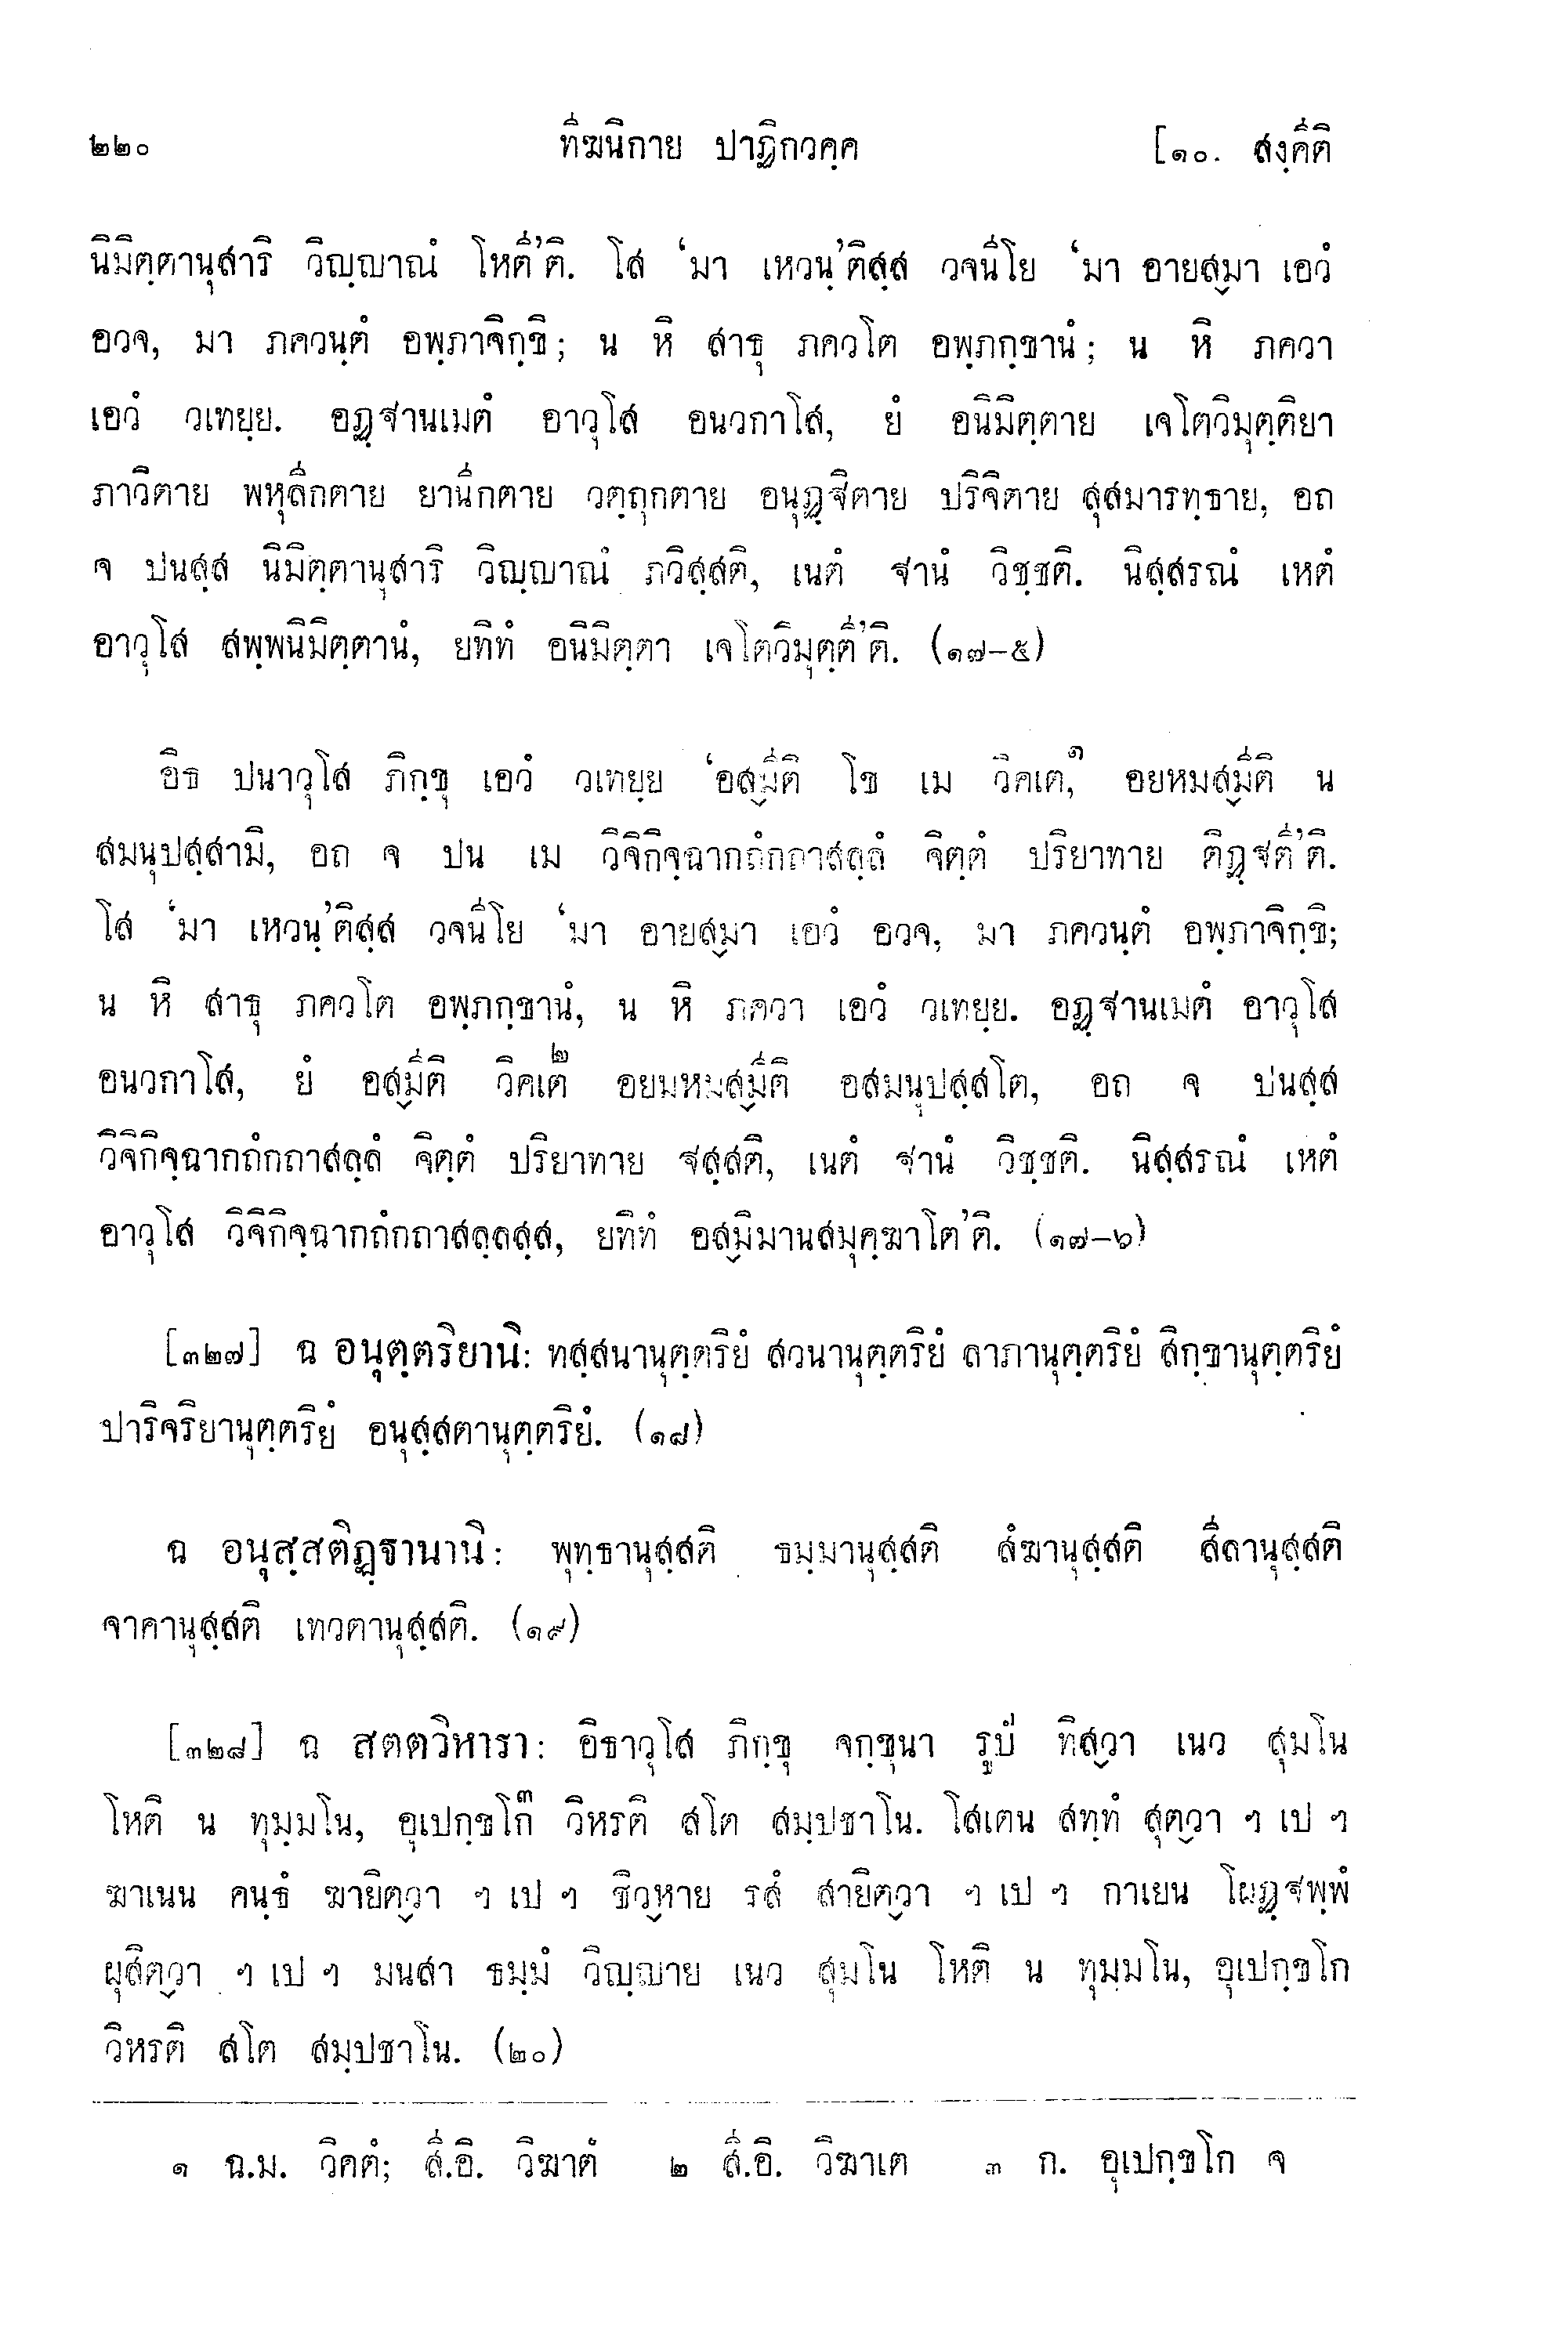 ๒๒๐ ทีฆนิกาย ปาฏิกวคฺค [๑๐. สงฺคีติ
นิมิตฺตานุสาริ วิญฺญาณํ โหตี’ติ. โส ‘มา เหวนฺ’ติสฺส วจนีโย ‘มา อายสฺมา เอวํ
อวจ, มา ภควนฺตํ อพฺภาจิกฺขิ; น หิ สาธุ ภควโต อพฺภกฺขานํ; น หิ ภควา
เอวํ วเทยฺย. อฏฺฐานเมตํ อาวุโส อนวกาโส, ยํ อนิมิตฺตาย เจโตวิมุตฺติยา
ภาวิตาย พหุลีกตาย ยานีกตาย วตฺถุกตาย อนุฏฺฐิตาย ปริจิตาย สุสมารทฺธาย, อถ
จ ปนสฺส นิมิตฺตานุสาริ วิญฺญาณํ ภวิสฺสติ, เนตํ ฐานํ วิชฺชติ. นิสฺสรณํ เหตํ
อาวุโส สพฺพนิมิตฺตานํ, ยทิทํ อนิมิตฺตา เจโตวิมุตฺตี’ติ. (๑๗–๕)
อิธ ปนาวุโส ภิกฺขุ เอวํ วเทยฺย ‘อสฺมีติ โข เม วิคเต,๑ อยหมสฺมีติ น
สมนุปสฺสามิ, อถ จ ปน เม วิจิกิจฺฉากถํกถาสลฺลํ จิตฺตํ ปริยาทาย ติฏฺฐตี’ติ.
โส ‘มา เหวนฺ’ติสฺส วจนีโย ‘มา อายสฺมา เอวํ อวจ, มา ภควนฺตํ อพฺภาจิกฺขิ;
น หิ สาธุ ภควโต อพฺภกฺขานํ, น หิ ภควา เอวํ วเทยฺย. อฏฺฐานเมตํ อาวุโส
อนวกาโส, ยํ อสฺมีติ วิคเต๒ อยมหมสฺมีติ อสมนุปสฺสโต, อถ จ ปนสฺส
วิจิกิจฺฉากถํกถาสลฺลํ จิตฺตํ ปริยาทาย ฐสฺสติ, เนตํ ฐานํ วิชฺชติ. นิสฺสรณํ เหตํ
อาวุโส วิจิกิจฺฉากถํกถาสลฺลสฺส, ยทิทํ อสฺมิมานสมุคฺฆาโต’ติ. (๑๗–๖)
[๓๒๗] ฉ อนุตฺตริยานิ: ทสฺสนานุตฺตริยํ สวนานุตฺตริยํ ลาภานุตฺตริยํ สิกฺขานุตฺตริยํ
ปาริจริยานุตฺตริยํ อนุสฺสตานุตฺตริยํ. (๑๘)
ฉ อนุสฺสติฏฺฐานานิ: พุทฺธานุสฺสติ ธมฺมานุสฺสติ สํฆานุสฺสติ สีลานุสฺสติ
จาคานุสฺสติ เทวตานุสฺสติ. (๑๙)
[๓๒๘] ฉ สตตวิหารา: อิธาวุโส ภิกฺขุ จกฺขุนา รูปํ ทิสฺวา เนว สุมโน
โหติ น ทุมฺมโน, อุเปกฺขโก๓ วิหรติ สโต สมฺปชาโน. โสเตน สทฺทํ สุตฺวา ฯ เป ฯ
ฆาเนน คนฺธํ ฆายิตฺวา ฯ เป ฯ ชิวฺหาย รสํ สายิตฺวา ฯ เป ฯ กาเยน โผฏฺฐพฺพํ
ผุสิตฺวา ฯ เป ฯ มนสา ธมฺมํ วิญฺญาย เนว สุมโน โหติ น ทุมฺมโน, อุเปกฺขโก
วิหรติ สโต สมฺปชาโน. (๒๐)
๑ ฉ.ม. วิคตํ; สี.อิ. วิฆาตํ ๒ สี.อิ. วิฆาเต ๓ ก. อุเปกฺขโก จ